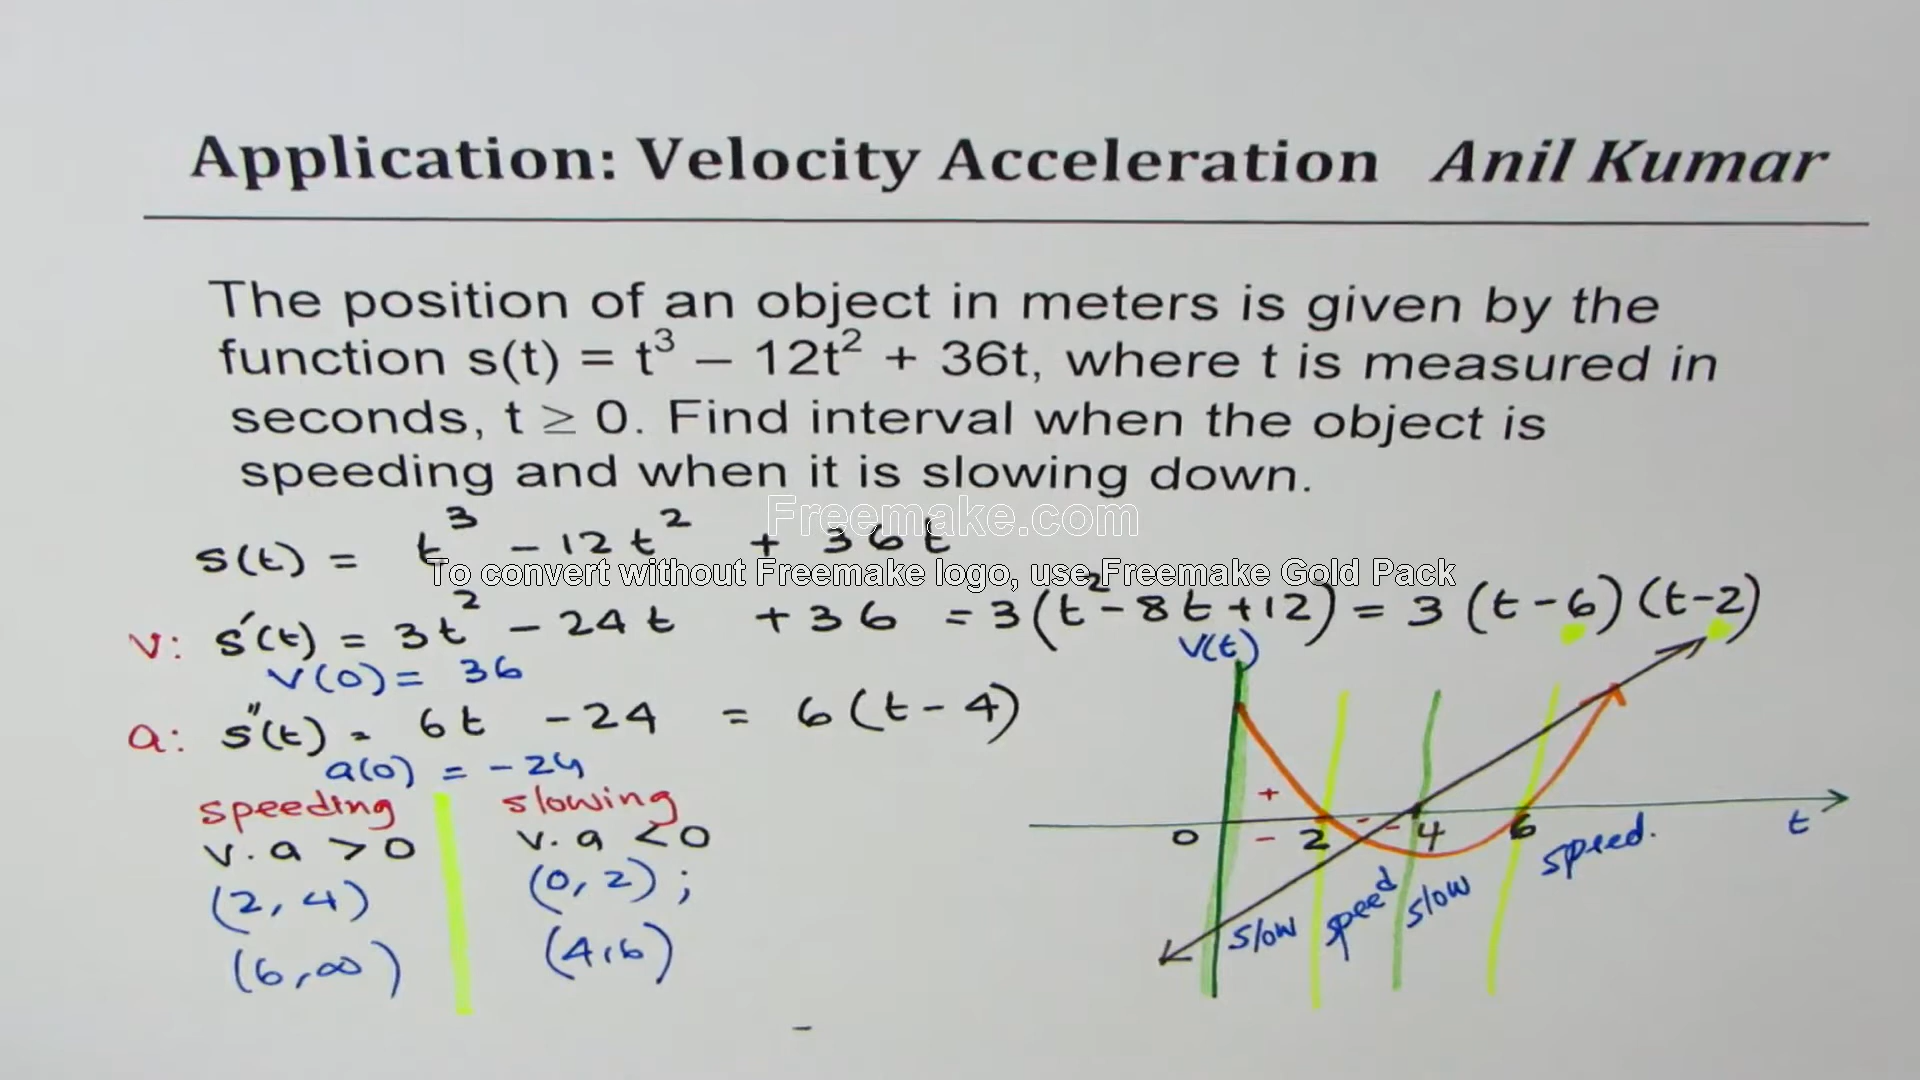 Application: Velocity Acceleration Anil Kumar
The position of an object in meters is given by the
function s(t) = t³ – 12t² + 36t, where t is measured in
seconds, t ≥ 0. Find interval when the object is
speeding and when it is slowing down.
Freemake.com
s(t) = t³ - 12t² + 36t
To convert without Freemake logo, use Freemake Gold Pack
v: s'(t) = 3t² - 24t + 36 = 3(t² - 8t + 12) = 3(t-6)(t-2)
v(0) = 36
v(t)
a: s''(t) = 6t - 24 = 6(t-4)
a(0) = -24
speeding slowing
v.a > 0 v.a < 0
(2, 4) (0, 2);
(6, ∞) (4, 6)
+
0 - 2 - - 4 6 t
slow speed slow speed.